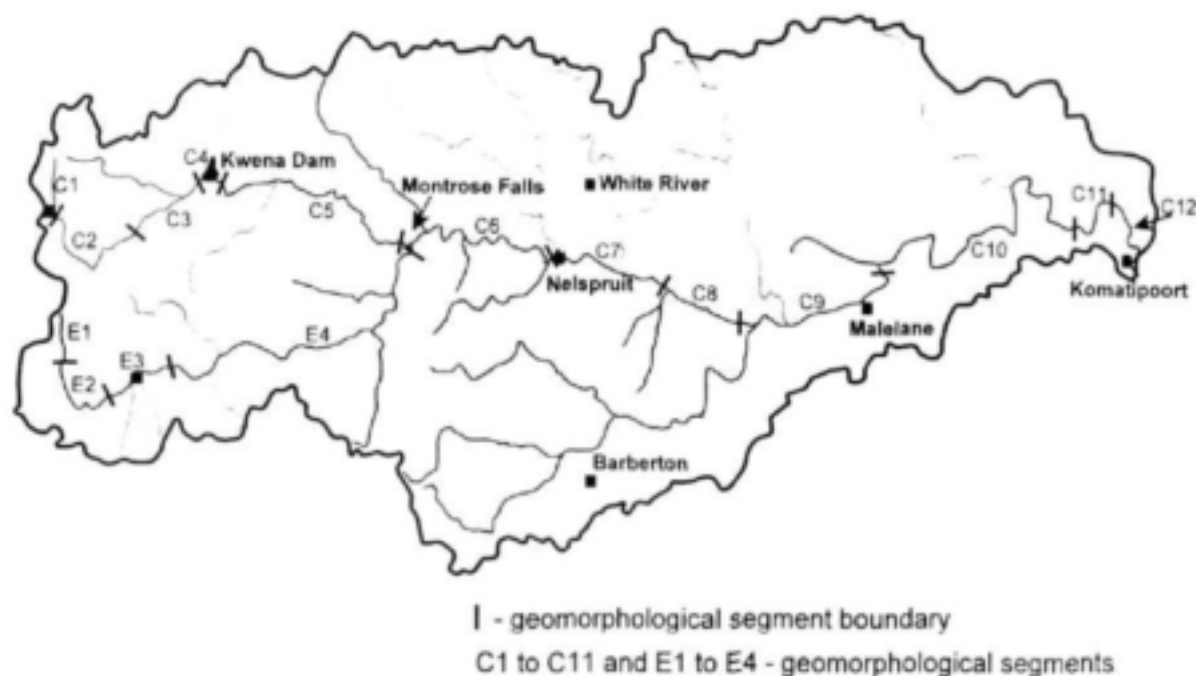 C4 Kwena Dam
C1
Montrose Falls
White River
C3
C5
C11
C12
C2
C6
C10
C7
Nelspruit
Komatipoort
C8
C9
E1
E4
Malelane
E3
E2
Barberton
I - geomorphological segment boundary
C1 to C11 and E1 to E4 - geomorphological segments